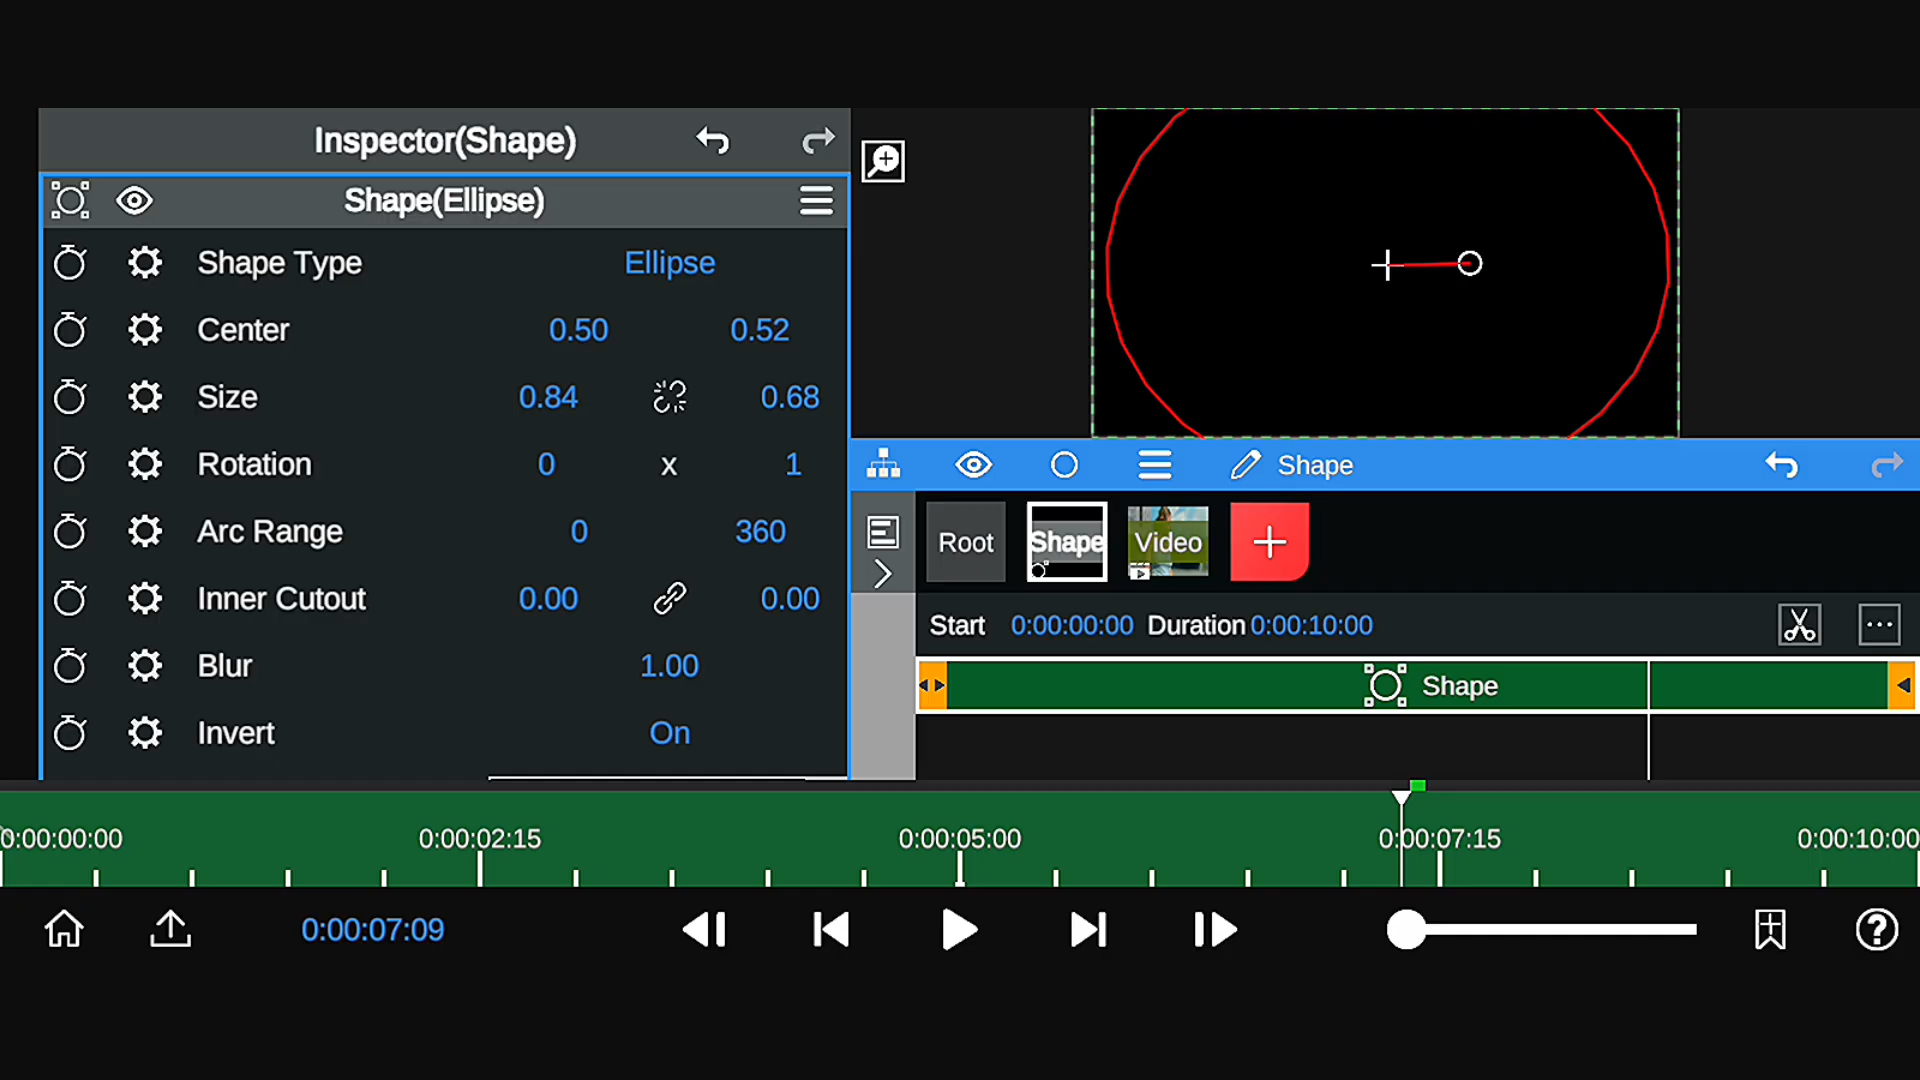 Inspector(Shape)
Shape(Ellipse)
Shape Type Ellipse
Center 0.50 0.52
Size 0.84 0.68
Rotation 0 x 1
Arc Range 0 360
Inner Cutout 0.00 0.00
Blur 1.00
Invert On
Shape
Root Shape Video +
Start 0:00:00:00 Duration 0:00:10:00
Shape
0:00:00:00 0:00:02:15 0:00:05:00 0:00:07:15 0:00:10:00
0:00:07:09